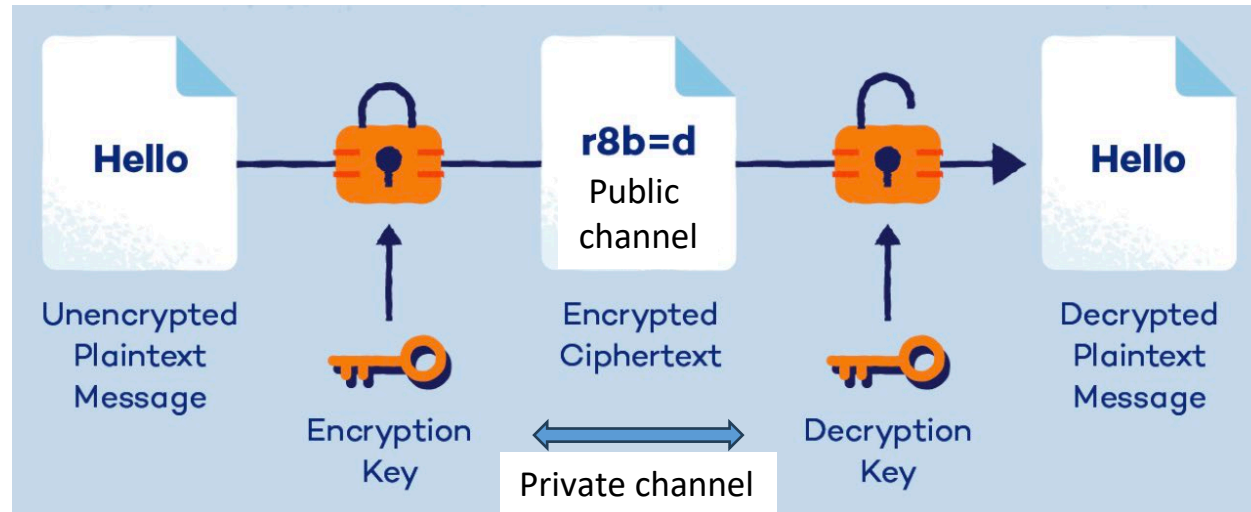 Hello
r8b=d
Public
channel
Hello
Unencrypted
Plaintext
Message
Encrypted
Ciphertext
Decrypted
Plaintext
Message
Encryption
Key
Decryption
Key
Private channel